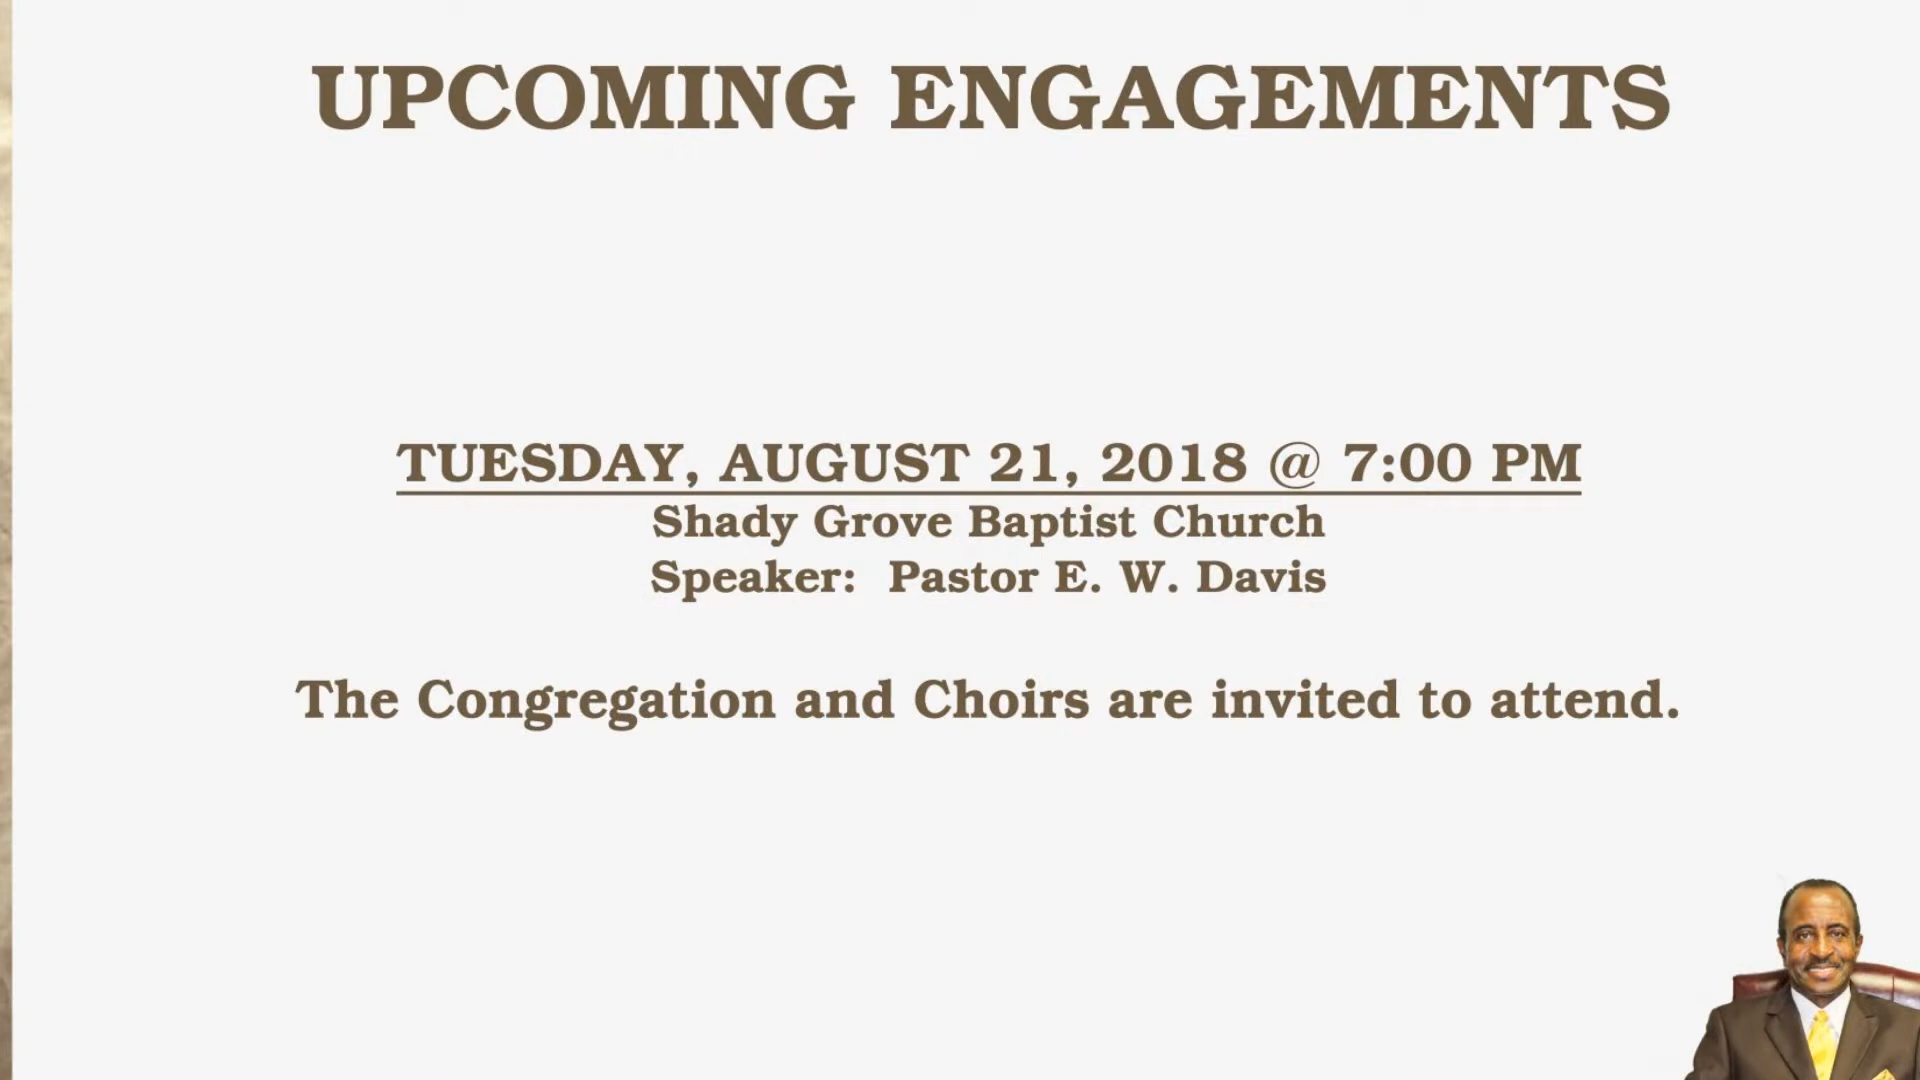 UPCOMING ENGAGEMENTS
TUESDAY, AUGUST 21, 2018 @ 7:00 PM
Shady Grove Baptist Church
Speaker:  Pastor E. W. Davis
The Congregation and Choirs are invited to attend.